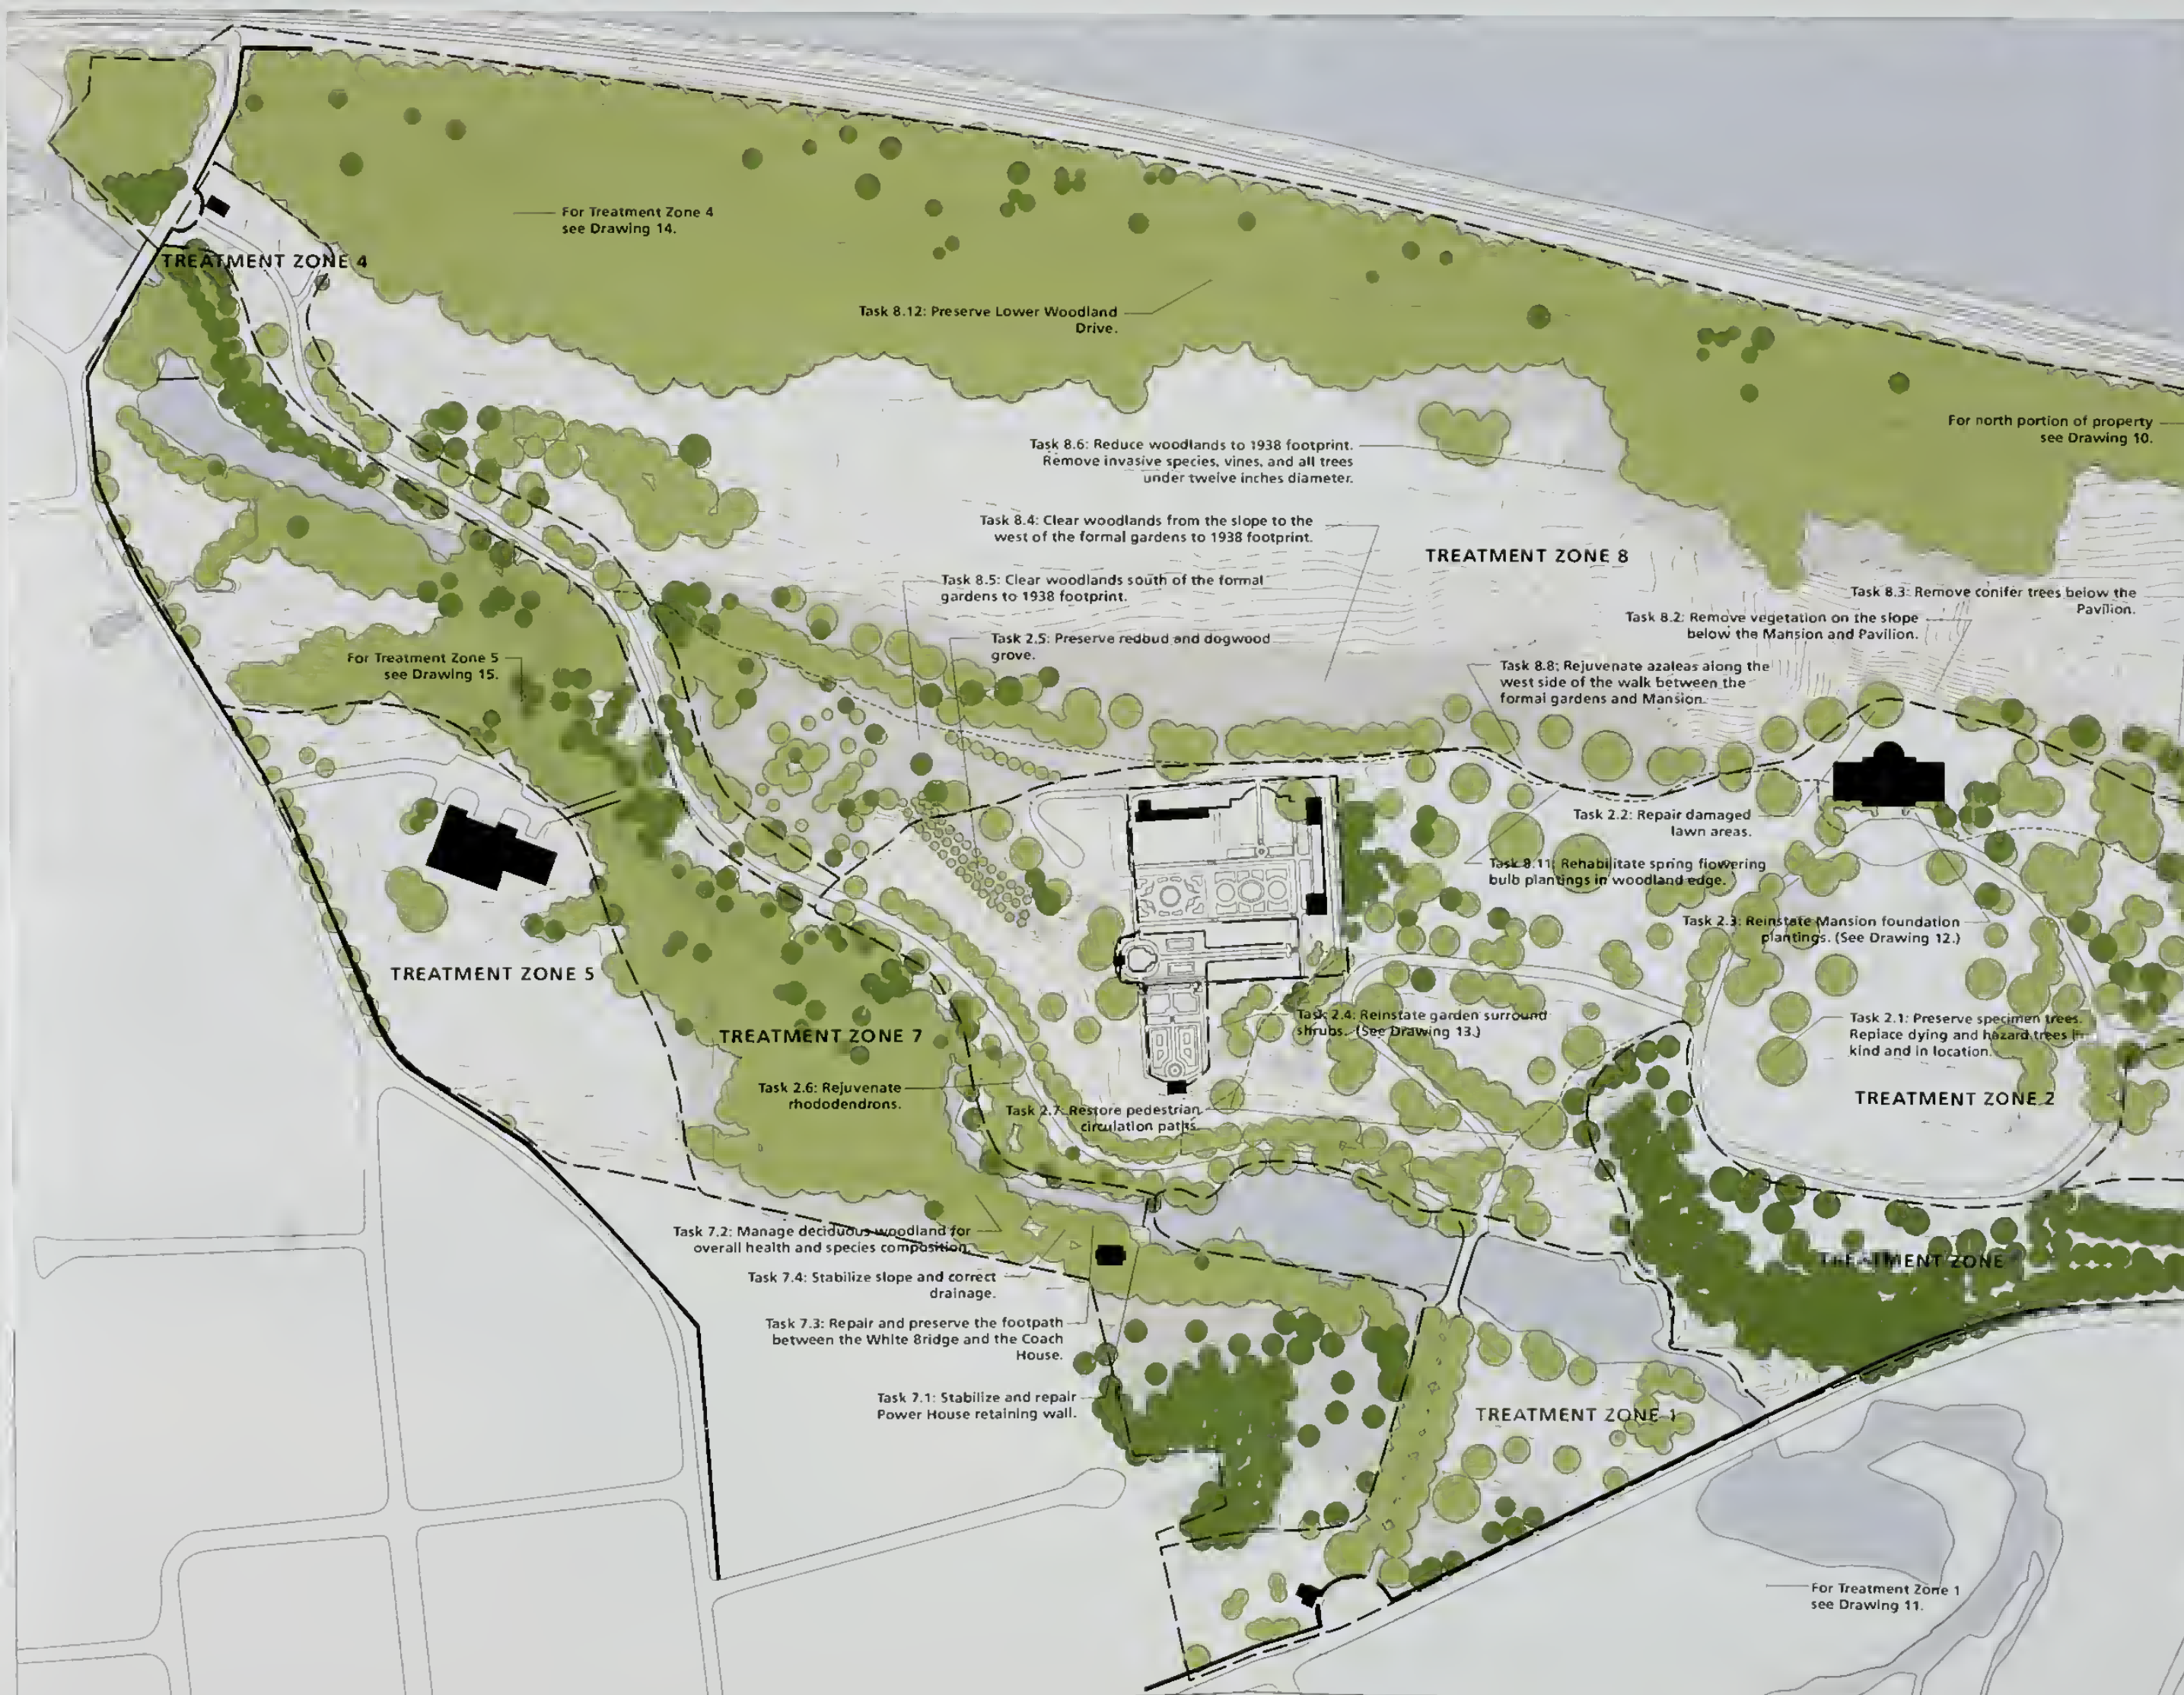 TREATMENT ZONE 4
For Treatment Zone 4
see Drawing 14.
Task 8.12: Preserve Lower Woodland
Drive.
For north portion of property
see Drawing 10.
Task 8.6: Reduce woodlands to 1938 footprint.
Remove invasive species, vines, and all trees
under twelve inches diameter.
Task 8.4: Clear woodlands from the slope to the
west of the formal gardens to 1938 footprint.
TREATMENT ZONE 8
Task 8.5: Clear woodlands south of the formal
gardens to 1938 footprint.
Task 8.3: Remove conifer trees below the
Pavilion.
Task 8.2: Remove vegetation on the slope
below the Mansion and Pavilion.
Task 2.5: Preserve redbud and dogwood
grove.
For Treatment Zone 5
see Drawing 15.
Task 8.8: Rejuvenate azaleas along the
west side of the walk between the
formal gardens and Mansion.
Task 2.2: Repair damaged
lawn areas.
Task 8.11: Rehabilitate spring flowering
bulb plantings in woodland edge.
Task 2.3: Reinstate Mansion foundation
plantings. (See Drawing 12.)
TREATMENT ZONE 5
Task 2.4: Reinstate garden surround
shrubs. (See Drawing 13.)
Task 2.1: Preserve specimen trees.
Replace dying and hazard trees in
kind and in location.
TREATMENT ZONE 7
Task 2.6: Rejuvenate
rhododendrons.
Task 2.7: Restore pedestrian
circulation paths.
TREATMENT ZONE 2
Task 7.2: Manage deciduous woodland for
overall health and species composition.
TREATMENT ZONE
Task 7.4: Stabilize slope and correct
drainage.
Task 7.3: Repair and preserve the footpath
between the White Bridge and the Coach
House.
Task 7.1: Stabilize and repair
Power House retaining wall.
TREATMENT ZONE 1
For Treatment Zone 1
see Drawing 11.